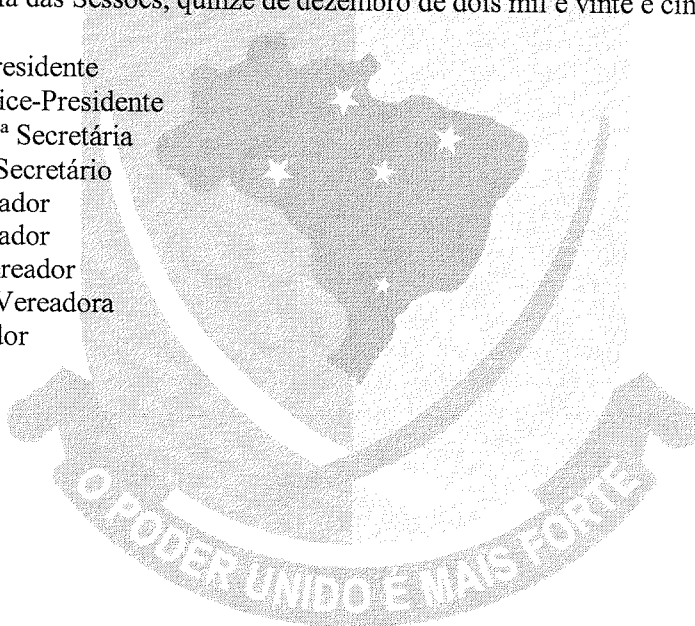 das Sessões, quinze de dezembro de dois mil e vinte e cin
residente
ice-Presidente
ª Secretária
Secretário
ador
ador
reador
Vereadora
dor
O PODER UNIDO É MAIS FORTE